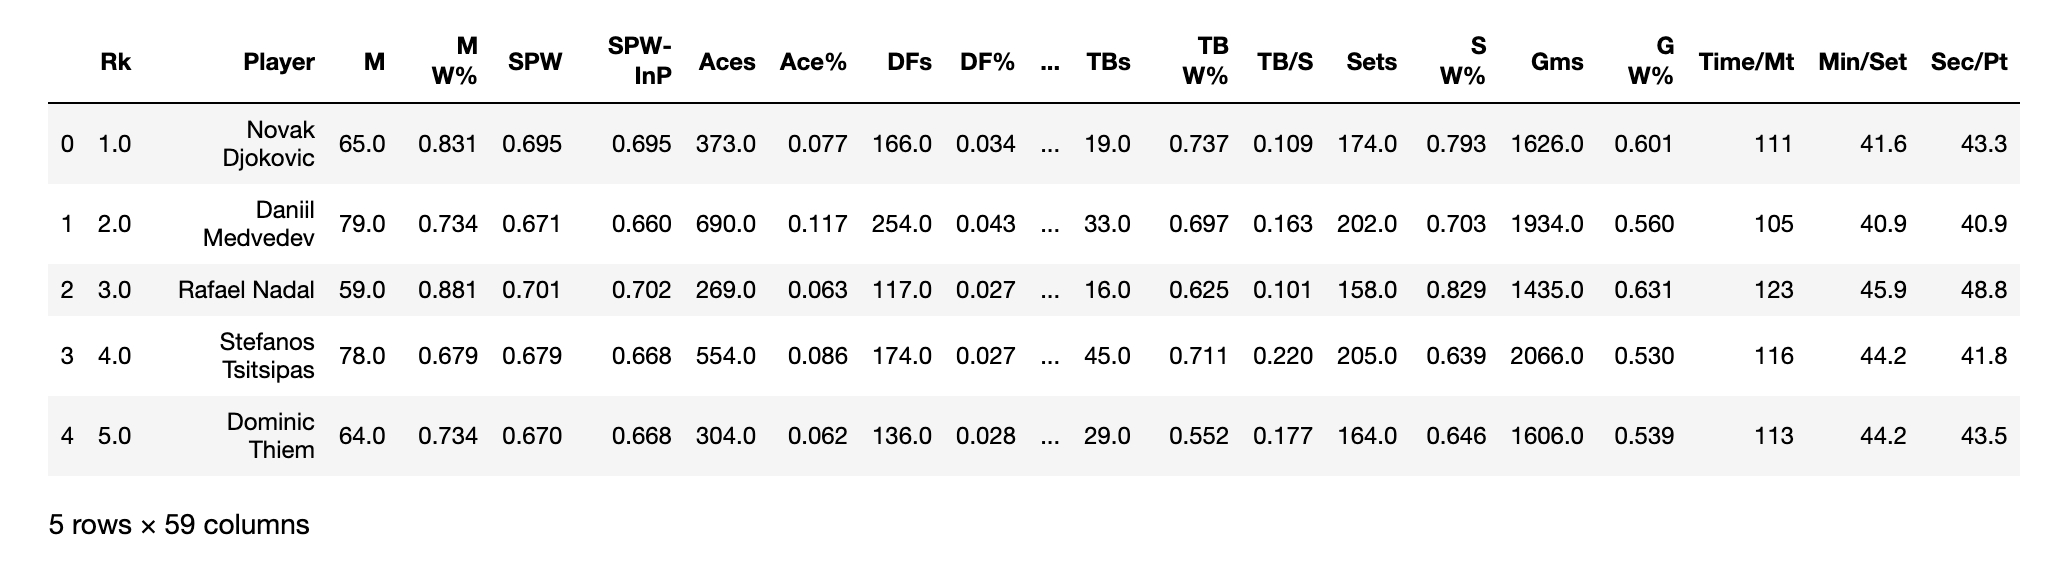 Rk Player M M W% SPW SPW-InP Aces Ace% DFs DF% ... TBs TB W% TB/S Sets S W% Gms G W% Time/Mt Min/Set Sec/Pt
0 1.0 Novak Djokovic 65.0 0.831 0.695 0.695 373.0 0.077 166.0 0.034 ... 19.0 0.737 0.109 174.0 0.793 1626.0 0.601 111 41.6 43.3
1 2.0 Daniil Medvedev 79.0 0.734 0.671 0.660 690.0 0.117 254.0 0.043 ... 33.0 0.697 0.163 202.0 0.703 1934.0 0.560 105 40.9 40.9
2 3.0 Rafael Nadal 59.0 0.881 0.701 0.702 269.0 0.063 117.0 0.027 ... 16.0 0.625 0.101 158.0 0.829 1435.0 0.631 123 45.9 48.8
3 4.0 Stefanos Tsitsipas 78.0 0.679 0.679 0.668 554.0 0.086 174.0 0.027 ... 45.0 0.711 0.220 205.0 0.639 2066.0 0.530 116 44.2 41.8
4 5.0 Dominic Thiem 64.0 0.734 0.670 0.668 304.0 0.062 136.0 0.028 ... 29.0 0.552 0.177 164.0 0.646 1606.0 0.539 113 44.2 43.5
5 rows × 59 columns